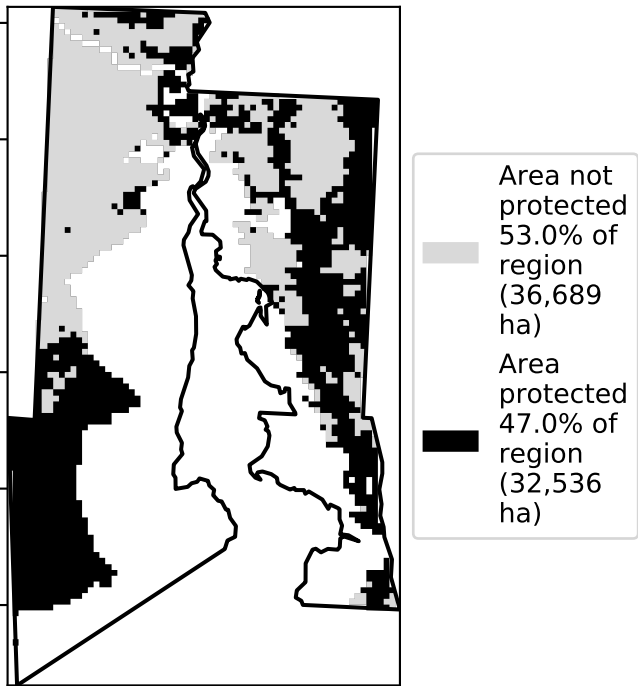 Area not
protected
53.0% of
region
(36,689
ha)
Area
protected
47.0% of
region
(32,536
ha)